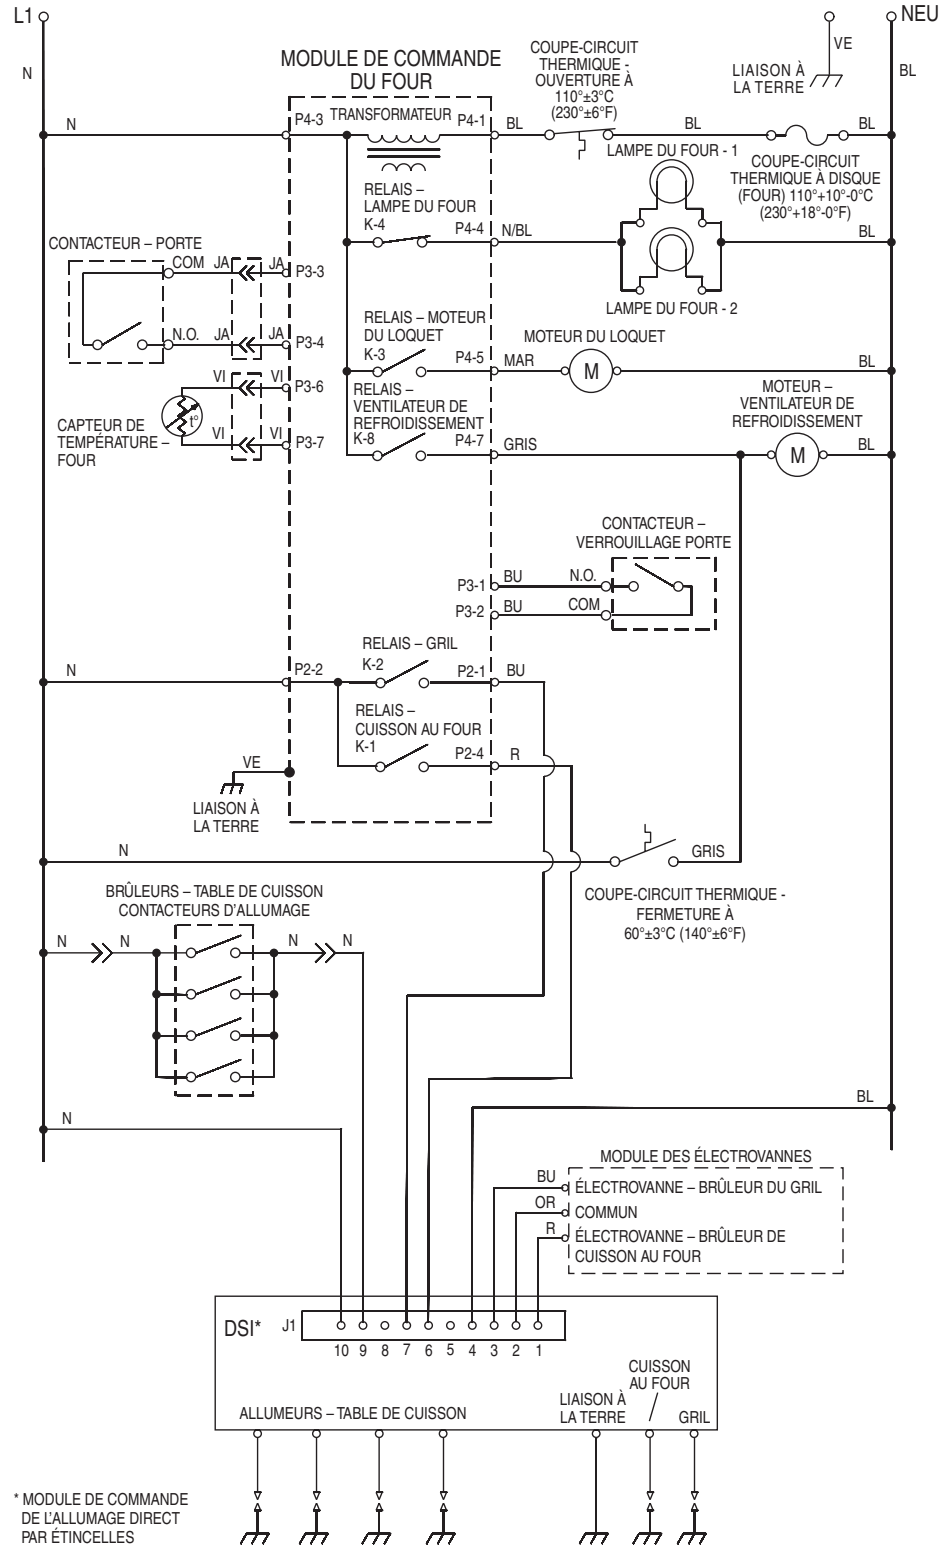 L1
NEU
N
VE
BL
LIAISON À
LA TERRE
MODULE DE COMMANDE
DU FOUR
COUPE-CIRCUIT
THERMIQUE -
OUVERTURE À
110°±3°C
(230°±6°F)
N
P4-3
TRANSFORMATEUR
P4-1
BL
BL
BL
COUPE-CIRCUIT
THERMIQUE À DISQUE
(FOUR) 110°+10°-0°C
(230°+18°-0°F)
LAMPE DU FOUR - 1
RELAIS –
LAMPE DU FOUR
K-4
P4-4
N/BL
BL
LAMPE DU FOUR - 2
CONTACTEUR – PORTE
COM
JA
JA
P3-3
N.O.
JA
JA
P3-4
RELAIS – MOTEUR
DU LOQUET
K-3
P4-5
MAR
MOTEUR DU LOQUET
M
BL
VI
VI
P3-6
CAPTEUR DE
TEMPÉRATURE –
FOUR
t°
VI
VI
P3-7
RELAIS –
VENTILATEUR DE
REFROIDISSEMENT
K-8
P4-7
GRIS
MOTEUR –
VENTILATEUR DE
REFROIDISSEMENT
M
BL
CONTACTEUR –
VERROUILLAGE PORTE
P3-1
BU
N.O.
P3-2
BU
COM
N
P2-2
RELAIS – GRIL
K-2
P2-1
BU
RELAIS –
CUISSON AU FOUR
K-1
P2-4
R
VE
LIAISON À
LA TERRE
N
GRIS
COUPE-CIRCUIT THERMIQUE -
FERMETURE À
60°±3°C (140°±6°F)
BRÛLEURS – TABLE DE CUISSON
CONTACTEURS D'ALLUMAGE
N
N
N
N
N
BL
MODULE DES ÉLECTROVANNES
BU
ÉLECTROVANNE – BRÛLEUR DU GRIL
OR
COMMUN
R
ÉLECTROVANNE – BRÛLEUR DE
CUISSON AU FOUR
DSI*
J1
10 9 8 7 6 5 4 3 2 1
ALLUMEURS – TABLE DE CUISSON
LIAISON À
LA TERRE
CUISSON
AU FOUR
GRIL
* MODULE DE COMMANDE
DE L'ALLUMAGE DIRECT
PAR ÉTINCELLES